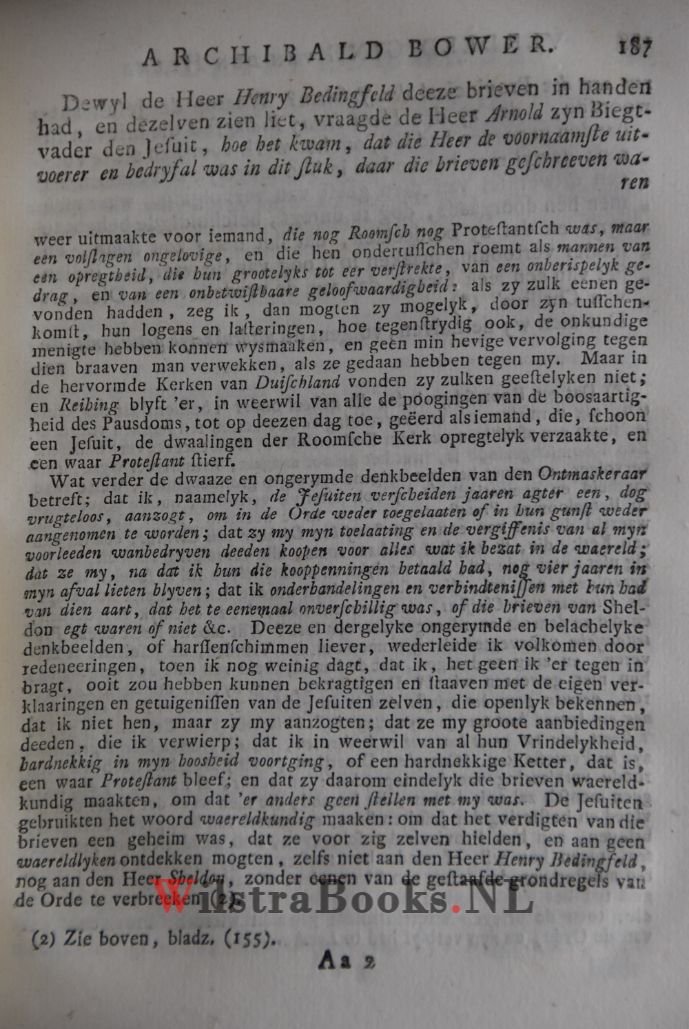 ARCHIBALD BOWER. 187
Dewyl de Heer Henry Bedingfeld deeze brieven in handen
had, en dezelven zien liet, vraagde de Heer Arnold zyn Biegt-
vader den Jesuit, hoe het kwam, dat die Heer de voornaamſte uit-
voerer en bedryfal was in dit ſtuk, daar die brieven geſchreeven wa-
ren
weer uitmaakte voor iemand, die nog Roomſch nog Proteſtantſch was, maar
een volſlagen ongelovige, en die hen ondertuſſchen roemt als mannen van
een opregtheid, die hun grootelyks tot eer verſtrekte, van een onberispelyk ge-
drag, en van een onbetwiſtbaare geloofwaardigheid: als zy zulk eenen ge-
vonden hadden, zeg ik, dan mogten zy mogelyk, door zyn tuſſchen-
komſt, hun logens en laſteringen, hoe tegenſtrydig ook, de onkundige
menigte hebben konnen wysmaaken, en geen min hevige vervolging tegen
dien braaven man verwekken, als ze gedaan hebben tegen my. Maar in
de hervormde Kerken van Duiſchland vonden zy zulken geeſtelyken niet;
en Reihing blyft 'er, in weerwil van alle de poogingen van de boosaartig-
heid des Pausdoms, tot op deezen dag toe, geëerd als iemand, die, ſchoon
een Jeſuit, de dwaalingen der Roomſche Kerk opregtelyk verzaakte, en
een waar Proteſtant ſtierf.
Wat verder de dwaaze en ongerymde denkbeelden van den Ontmaskeraar
betreft; dat ik, naamelyk, de Jeſuiten verſcheiden jaaren agter een, dog
vrugteloos, aanzogt, om in de Orde weder toegelaaten of in hun gunſt weder
aangenomen te worden; dat zy my myn toelaating en de vergiffenis van al myn
voorleeden wanbedryven deeden koopen voor alles wat ik bezat in de waereld;
dat ze my, na dat ik hun die kooppenningen betaald had, nog vier jaaren in
myn afval lieten blyven; dat ik onderhandelingen en verbindteniſſen met hun had
van dien aart, dat het te eenemaal onverſchillig was, of die brieven van Shel-
don egt waren of niet &c. Deeze en dergelyke ongerymde en belachelyke
denkbeelden, of harſſenſchimmen liever, wederleide ik volkomen door
redeneeringen, toen ik nog weinig dagt, dat ik, het geen ik 'er tegen in
bragt, ooit zou hebben kunnen bekragtigen en ſtaaven met de eigen ver-
klaaringen en getuigeniſſen van de Jeſuiten zelven, die openlyk bekennen,
dat ik niet hen, maar zy my aanzogten; dat ze my groote aanbiedingen
deeden, die ik verwierp; dat ik in weerwil van al hun Vrindelykheid,
hardnekkig in myn boosheid voortging, of een hardnekkige Ketter, dat is,
een waar Proteſtant bleef; en dat zy daarom eindelyk die brieven waereld-
kundig maakten, om dat 'er anders geen ſtellen met my was. De Jeſuiten
gebruikten het woord waereldkundig maaken: om dat het verdigten van die
brieven een geheim was, dat ze voor zig zelven hielden, en aan geen
waereldlyken ontdekken mogten, zelfs niet aan den Heer Henry Bedingfeld,
nog aan den Heer Sheldon, zonder eenen van de geſtaafde grondregels van
de Orde te verbreeken (2).
WilstraBooks.NL
(2) Zie boven, bladz. (155).
Aa 2